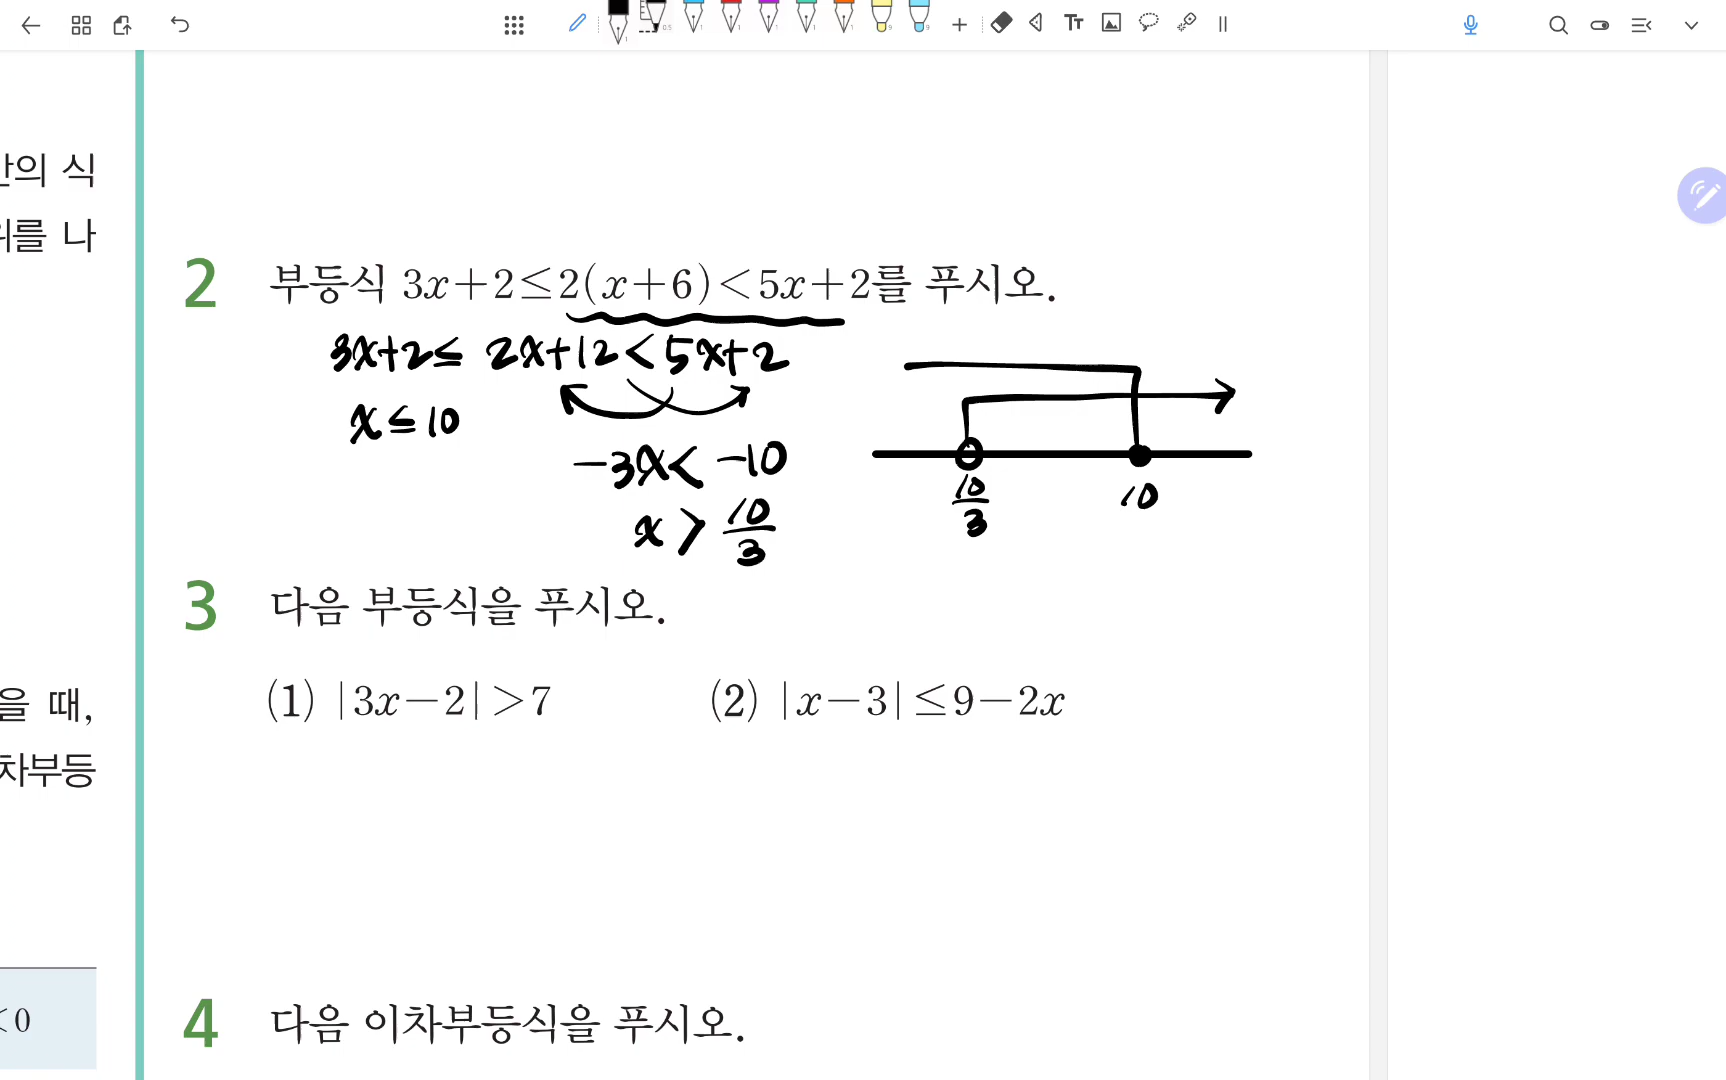 안의 식
위를 나
2 부등식 3x+2≤2(x+6)<5x+2를 푸시오.
3x+2≤ 2x+12<5x+2
x≤10
-3x<-10
x>10/3
10/3 10
3 다음 부등식을 푸시오.
(1) |3x-2|>7 (2) |x-3|≤9-2x
을 때,
차부등
<0
4 다음 이차부등식을 푸시오.